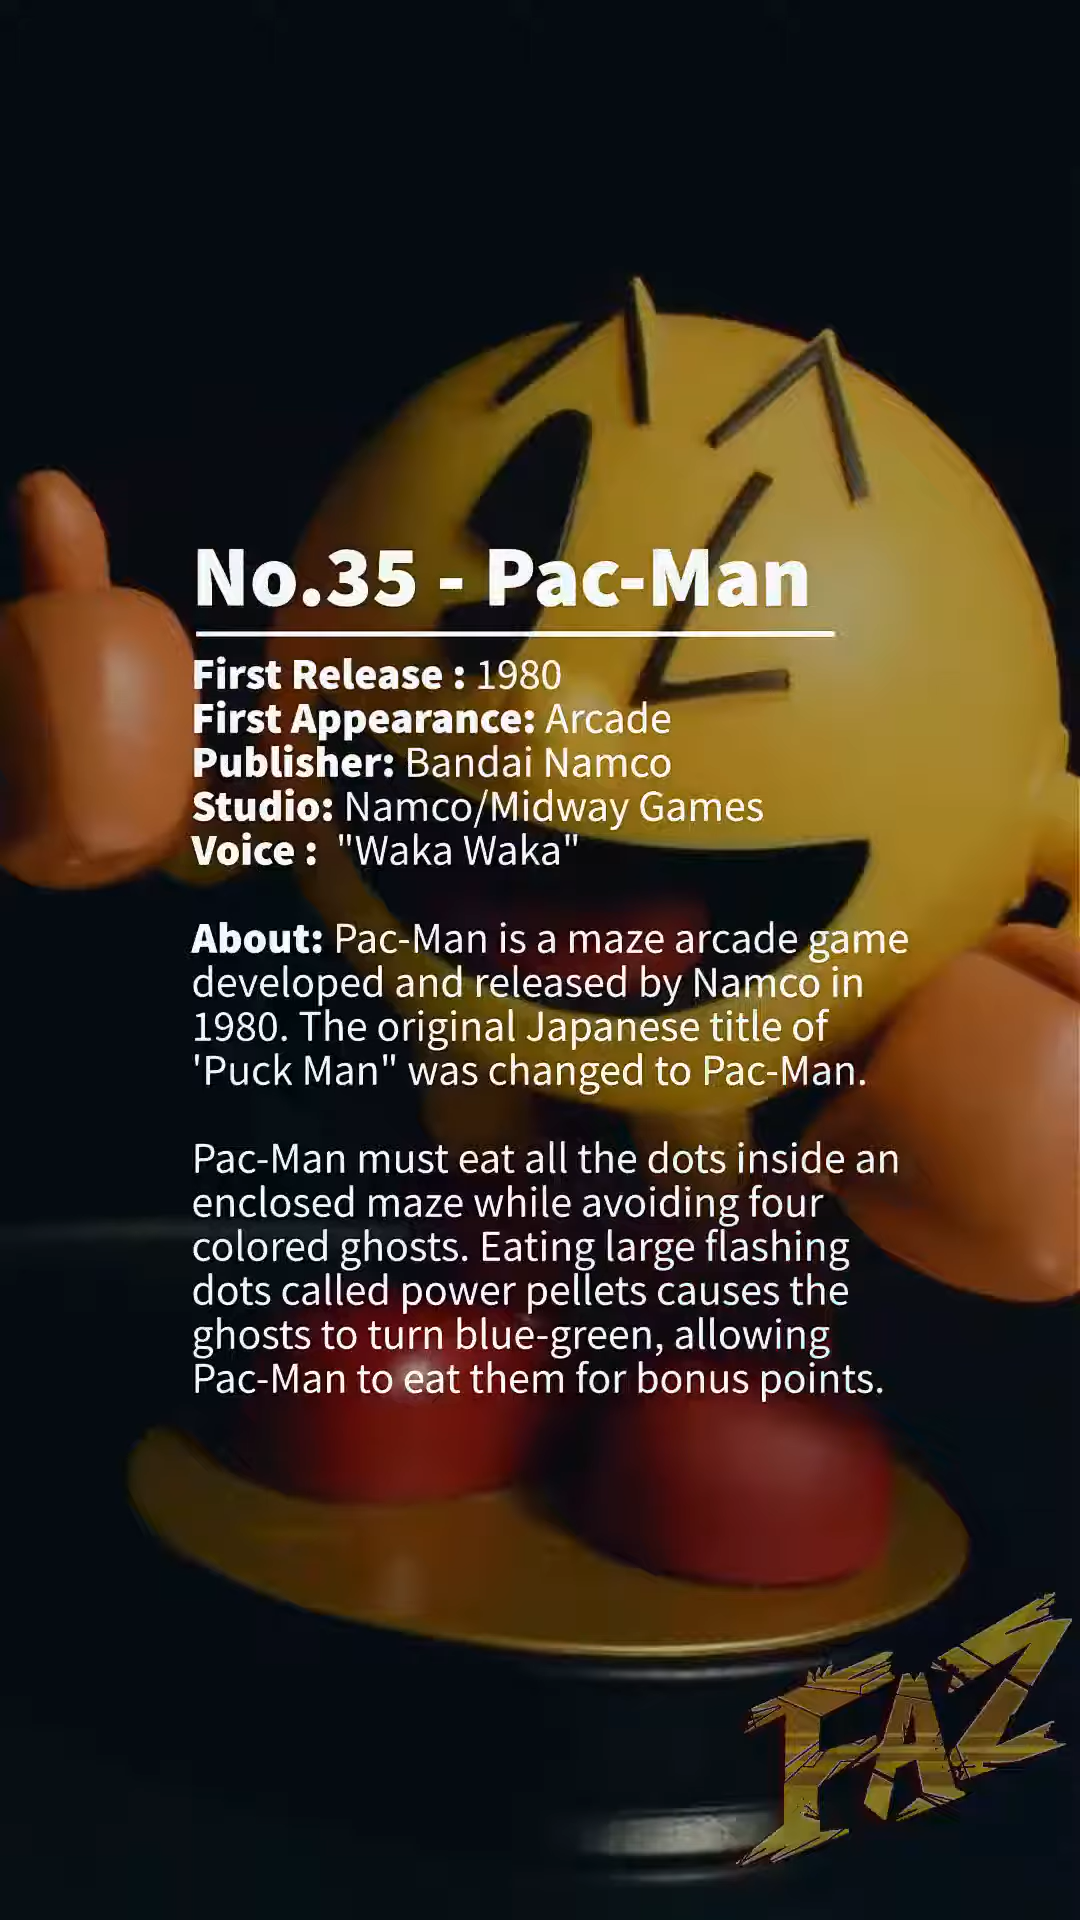 No.35 - Pac-Man
First Release : 1980
First Appearance: Arcade
Publisher: Bandai Namco
Studio: Namco/Midway Games
Voice :  "Waka Waka"
About: Pac-Man is a maze arcade game
developed and released by Namco in
1980. The original Japanese title of
'Puck Man" was changed to Pac-Man.
Pac-Man must eat all the dots inside an
enclosed maze while avoiding four
colored ghosts. Eating large flashing
dots called power pellets causes the
ghosts to turn blue-green, allowing
Pac-Man to eat them for bonus points.
FAZ